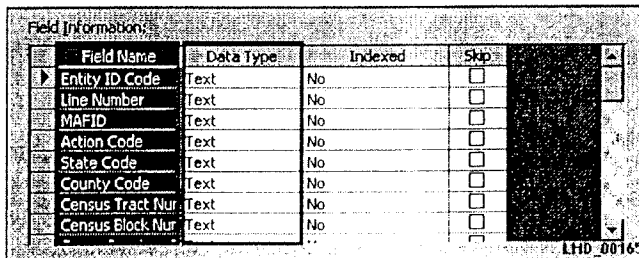 Field Information:
Field Name Data Type Indexed Skip
Entity ID Code Text No
Line Number Text No
MAFID Text No
Action Code Text No
State Code Text No
County Code Text No
Census Tract Nur Text No
Census Block Nur Text No
LHD_00165